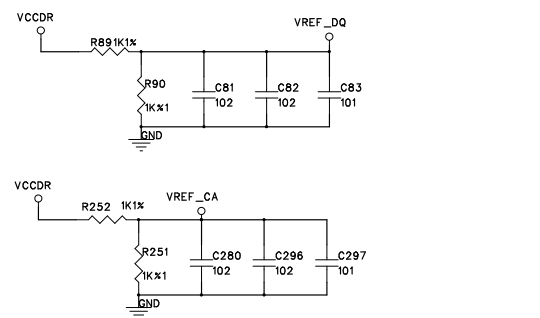 VCCDR
VREF_DQ
R891K1%
R90
1K%1
C81
102
C82
102
C83
101
GND
VCCDR
R252 1K1%
VREF_CA
R251
1K%1
C280
102
C296
102
C297
101
GND